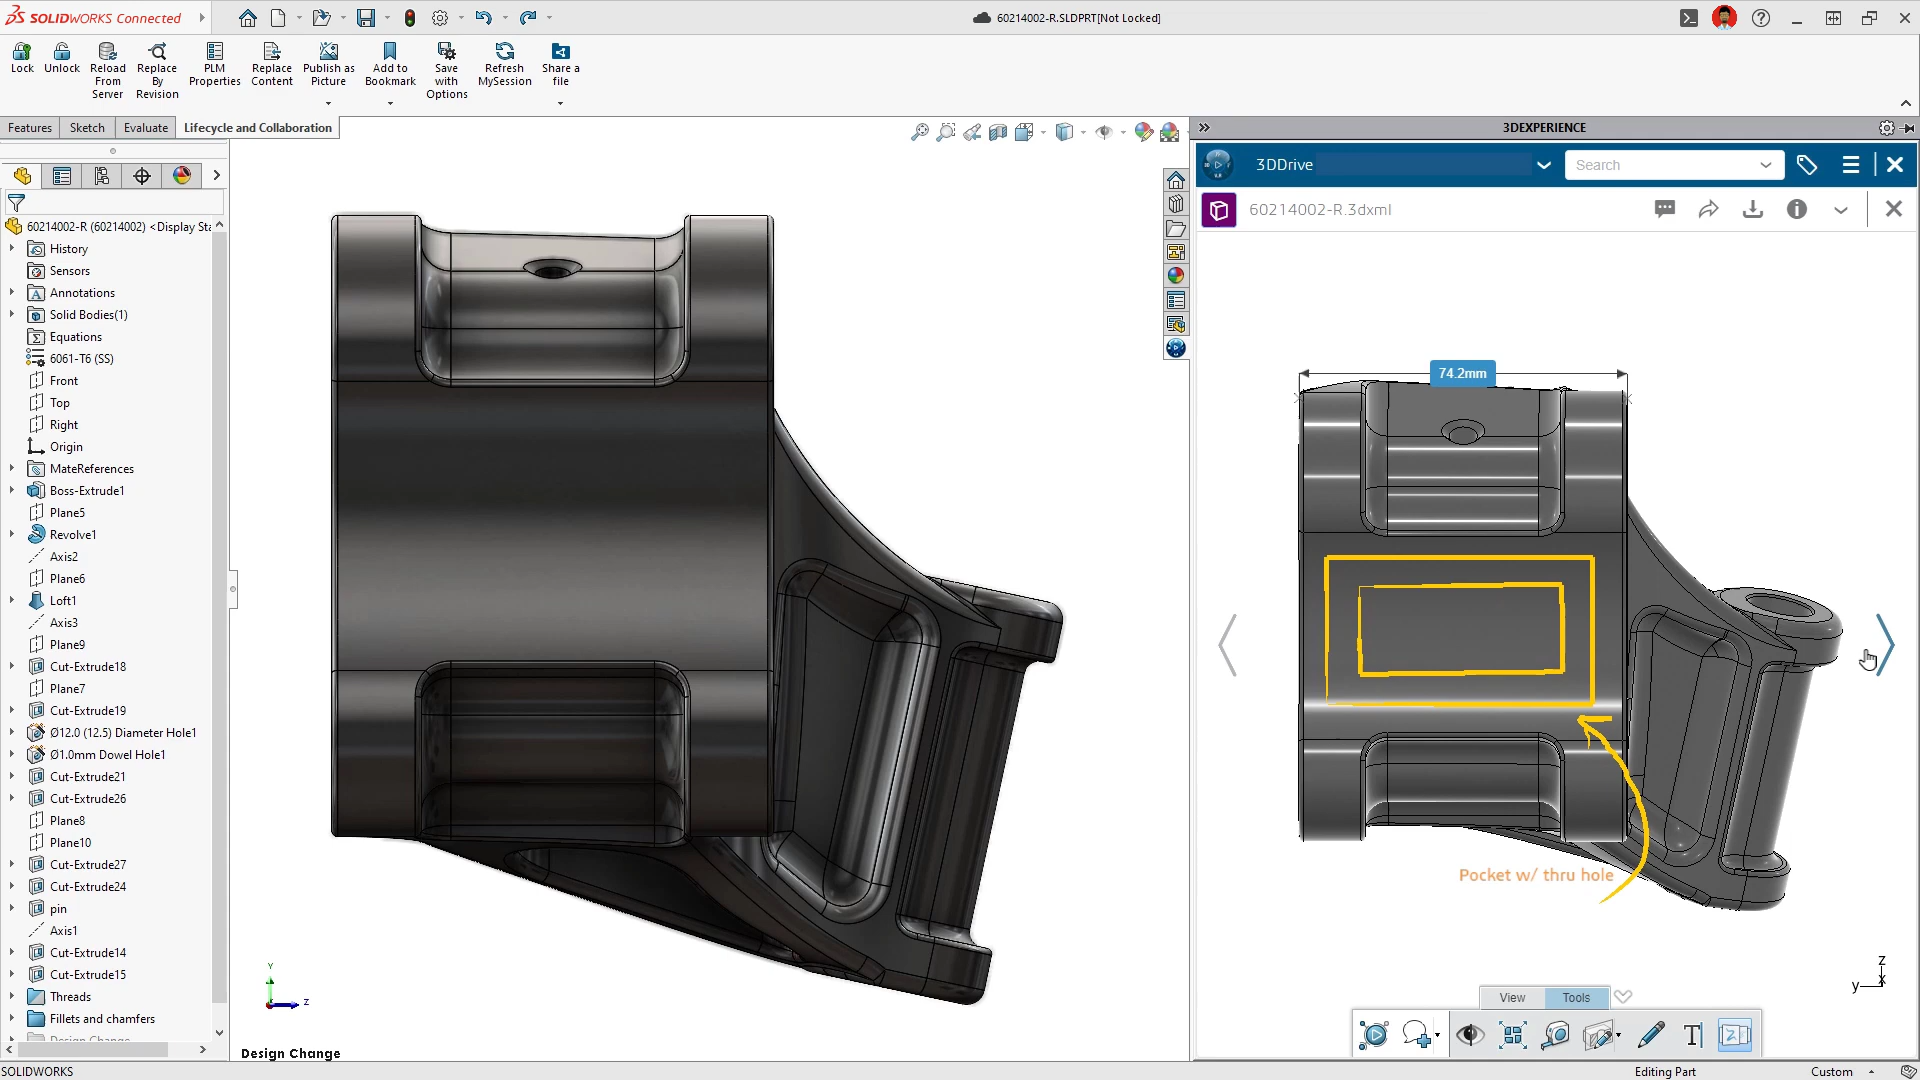 SOLIDWORKS Connected
60214002-R.SLDPRT[Not Locked]
Lock
Unlock
Reload From Server
Replace By Revision
PLM Properties
Replace Content
Publish as Picture
Add to Bookmark
Save with Options
Refresh MySession
Share a file
Features
Sketch
Evaluate
Lifecycle and Collaboration
60214002-R (60214002) <Display Sta
History
Sensors
Annotations
Solid Bodies(1)
Equations
6061-T6 (SS)
Front
Top
Right
Origin
MateReferences
Boss-Extrude1
Plane5
Revolve1
Axis2
Plane6
Loft1
Axis3
Plane9
Cut-Extrude18
Plane7
Cut-Extrude19
Ø12.0 (12.5) Diameter Hole1
Ø1.0mm Dowel Hole1
Cut-Extrude21
Cut-Extrude26
Plane8
Plane10
Cut-Extrude27
Cut-Extrude24
pin
Axis1
Cut-Extrude14
Cut-Extrude15
Threads
Fillets and chamfers
Design Change
Y
Z
Design Change
3DEXPERIENCE
3DDrive
Search
60214002-R.3dxml
74.2mm
Pocket w/ thru hole
z
x
y
View
Tools
SOLIDWORKS
Editing Part
Custom